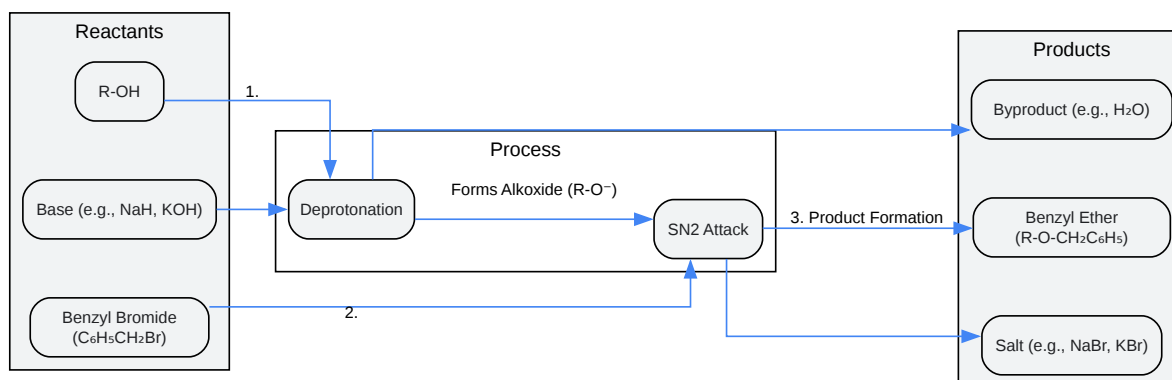 Reactants
R-OH
Base (e.g., NaH, KOH)
Benzyl Bromide
(C₆H₅CH₂Br)
1.
2.
Process
Deprotonation
Forms Alkoxide (R-O⁻)
SN2 Attack
3. Product Formation
Products
Byproduct (e.g., H₂O)
Benzyl Ether
(R-O-CH₂C₆H₅)
Salt (e.g., NaBr, KBr)